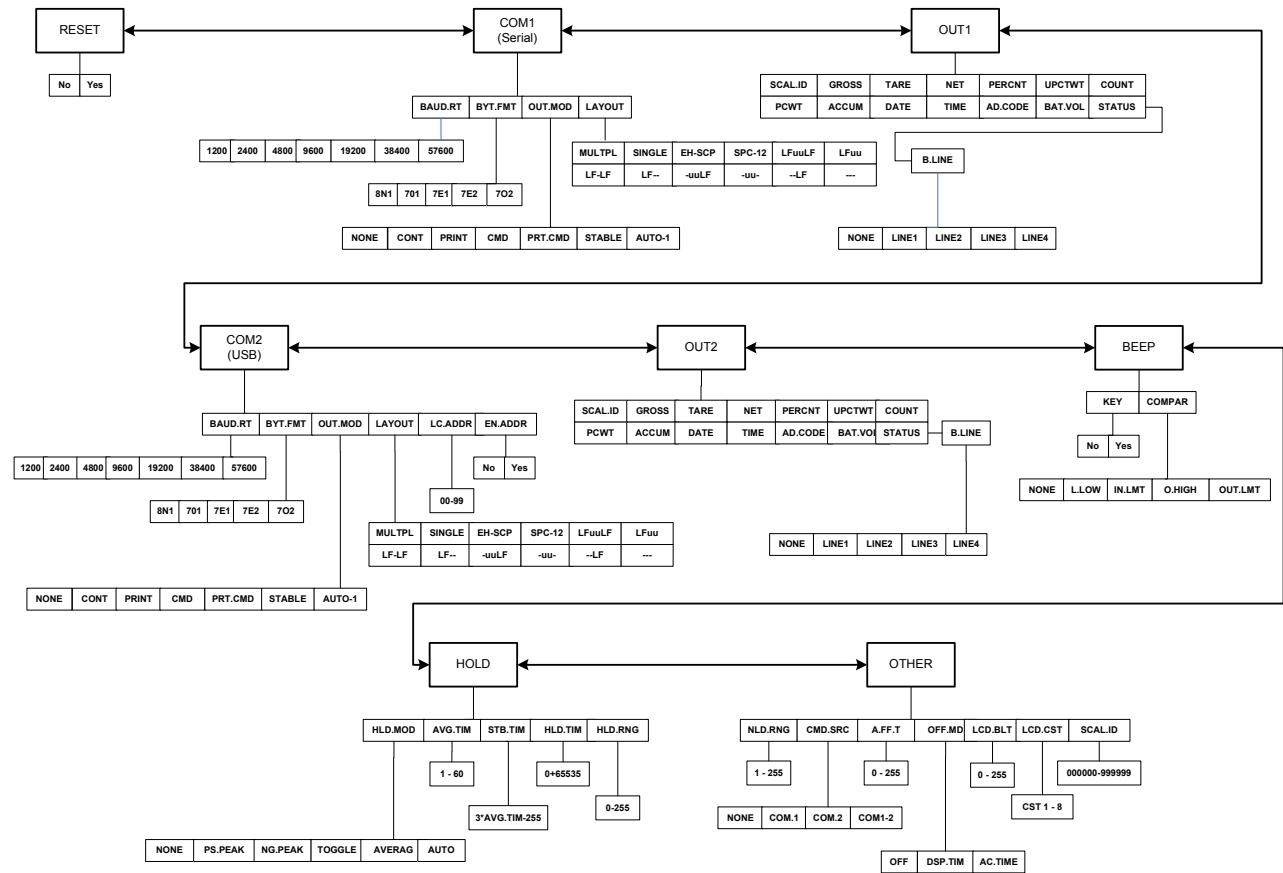 RESET
COM1
(Serial)
OUT1
No Yes
SCAL.ID GROSS TARE NET PERCNT UPCTWT COUNT
PCWT ACCUM DATE TIME AD.CODE BAT.VOL STATUS
BAUD.RT BYT.FMT OUT.MOD LAYOUT
1200 2400 4800 9600 19200 38400 57600
MULTPL SINGLE EH-SCP SPC-12 LFuuLF LFuu
LF-LF LF-- -uuLF -uu- --LF ---
B.LINE
8N1 701 7E1 7E2 7O2
NONE CONT PRINT CMD PRT.CMD STABLE AUTO-1
NONE LINE1 LINE2 LINE3 LINE4
COM2
(USB)
OUT2
BEEP
KEY COMPAR
SCAL.ID GROSS TARE NET PERCNT UPCTWT COUNT
PCWT ACCUM DATE TIME AD.CODE BAT.VOL STATUS
B.LINE
BAUD.RT BYT.FMT OUT.MOD LAYOUT LC.ADDR EN.ADDR
No Yes
1200 2400 4800 9600 19200 38400 57600
No Yes
00-99
NONE L.LOW IN.LMT O.HIGH OUT.LMT
8N1 701 7E1 7E2 7O2
MULTPL SINGLE EH-SCP SPC-12 LFuuLF LFuu
LF-LF LF-- -uuLF -uu- --LF ---
NONE LINE1 LINE2 LINE3 LINE4
NONE CONT PRINT CMD PRT.CMD STABLE AUTO-1
HOLD
OTHER
HLD.MOD AVG.TIM STB.TIM HLD.TIM HLD.RNG
NLD.RNG CMD.SRC A.FF.T OFF.MD LCD.BLT LCD.CST SCAL.ID
1 - 60
0+65535
1 - 255
0 - 255
0 - 255
000000-999999
0-255
3*AVG.TIM-255
CST 1 - 8
NONE COM.1 COM.2 COM1-2
NONE PS.PEAK NG.PEAK TOGGLE AVERAG AUTO
OFF DSP.TIM AC.TIME